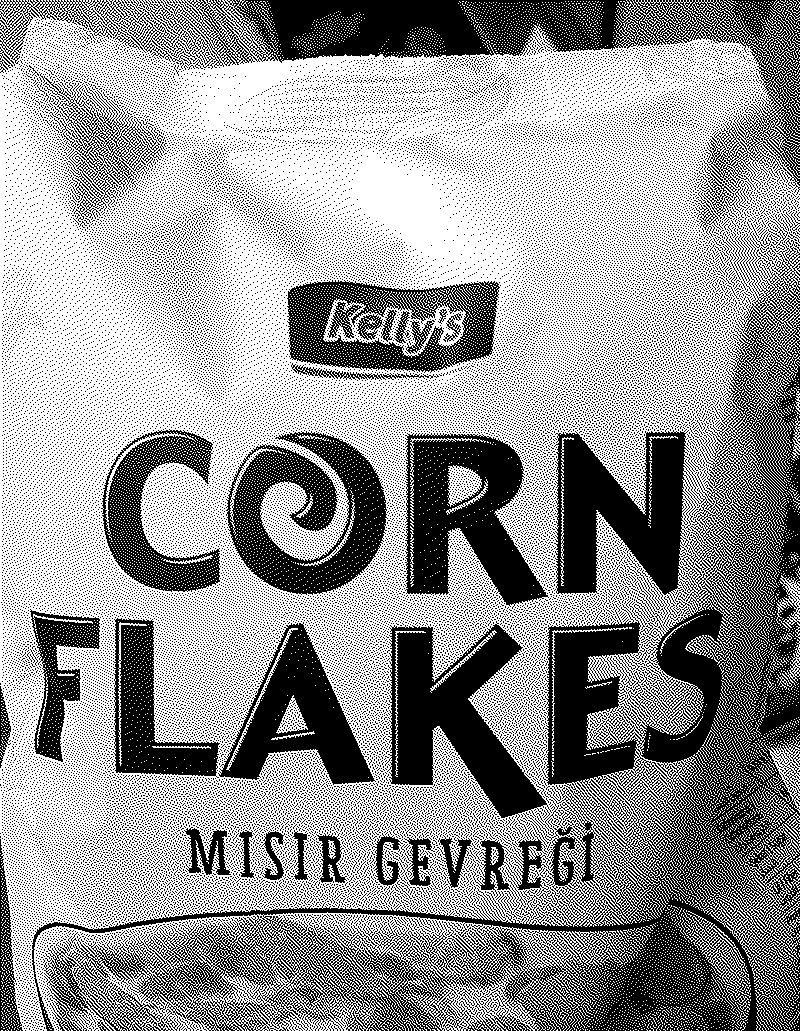 Kelly's
CORN
FLAKES
MISIR GEVREĞİ